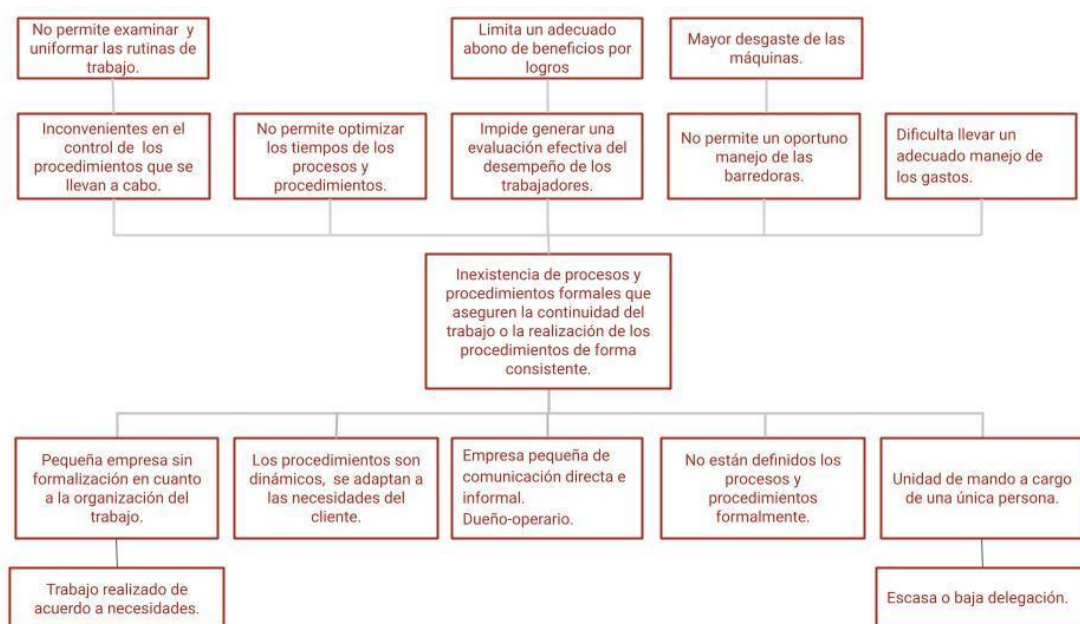 No permite examinar y
uniformar las rutinas de
trabajo.
Limita un adecuado
abono de beneficios por
logros
Mayor desgaste de las
máquinas.
Inconvenientes en el
control de los
procedimientos que se
llevan a cabo.
No permite optimizar
los tiempos de los
procesos y
procedimientos.
Impide generar una
evaluación efectiva del
desempeño de los
trabajadores.
No permite un oportuno
manejo de las
barredoras.
Dificulta llevar un
adecuado manejo de
los gastos.
Inexistencia de procesos y
procedimientos formales que
aseguren la continuidad del
trabajo o la realización de los
procedimientos de forma
consistente.
Pequeña empresa sin
formalización en cuanto
a la organización del
trabajo.
Los procedimientos son
dinámicos, se adaptan a
las necesidades del
cliente.
Empresa pequeña de
comunicación directa e
informal.
Dueño-operario.
No están definidos los
procesos y
procedimientos
formalmente.
Unidad de mando a cargo
de una única persona.
Trabajo realizado de
acuerdo a necesidades.
Escasa o baja delegación.